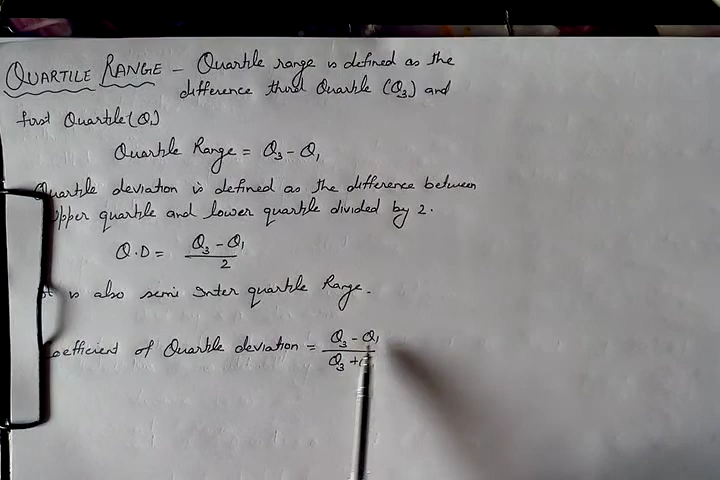 QUARTILE RANGE - Quartile range is defined as the
difference third Quartile (Q3) and
first Quartile (Q1)
Quartile Range = Q3 - Q1
Quartile deviation is defined as the difference between
upper quartile and lower quartile divided by 2.
Q.D = (Q3 - Q1) / 2
is also semi Inter quartile Range.
Coefficient of Quartile deviation = (Q3 - Q1) / (Q3 +